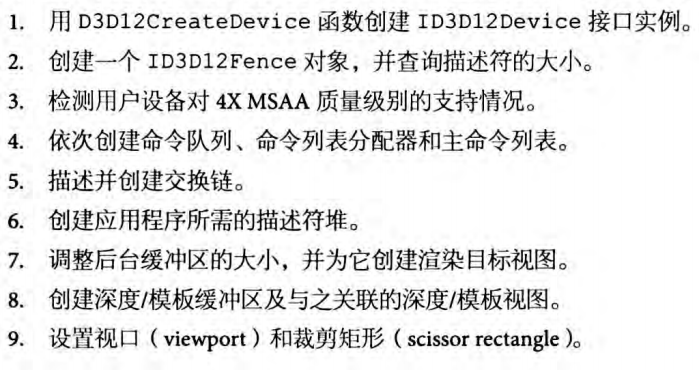 1. 用 D3D12CreateDevice 函数创建 ID3D12Device 接口实例。
2. 创建一个 ID3D12Fence 对象，并查询描述符的大小。
3. 检测用户设备对 4X MSAA 质量级别的支持情况。
4. 依次创建命令队列、命令列表分配器和主命令列表。
5. 描述并创建交换链。
6. 创建应用程序所需的描述符堆。
7. 调整后台缓冲区的大小，并为它创建渲染目标视图。
8. 创建深度/模板缓冲区及与之关联的深度/模板视图。
9. 设置视口（viewport）和裁剪矩形（scissor rectangle）。